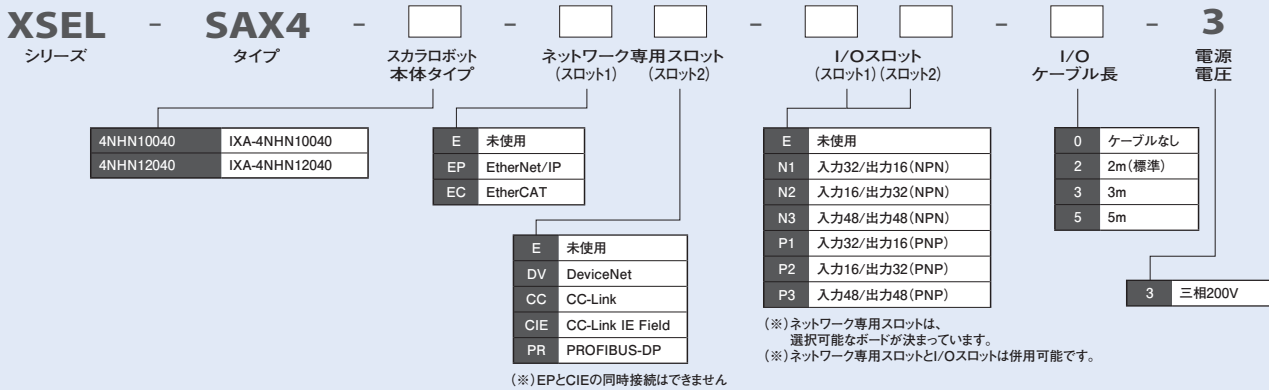 XSEL - SAX4 - - - - - 3
シリーズ タイプ スカラロボット 本体タイプ ネットワーク専用スロット (スロット1) (スロット2) I/Oスロット (スロット1)(スロット2) I/O ケーブル長 電源 電圧
4NHN10040 IXA-4NHN10040
4NHN12040 IXA-4NHN12040
E 未使用
EP EtherNet/IP
EC EtherCAT
E 未使用
DV DeviceNet
CC CC-Link
CIE CC-Link IE Field
PR PROFIBUS-DP
(※)EPとCIEの同時接続はできません
E 未使用
N1 入力32/出力16(NPN)
N2 入力16/出力32(NPN)
N3 入力48/出力48(NPN)
P1 入力32/出力16(PNP)
P2 入力16/出力32(PNP)
P3 入力48/出力48(PNP)
(※)ネットワーク専用スロットは、
選択可能なボードが決まっています。
(※)ネットワーク専用スロットとI/Oスロットは併用可能です。
0 ケーブルなし
2 2m(標準)
3 3m
5 5m
3 三相200V